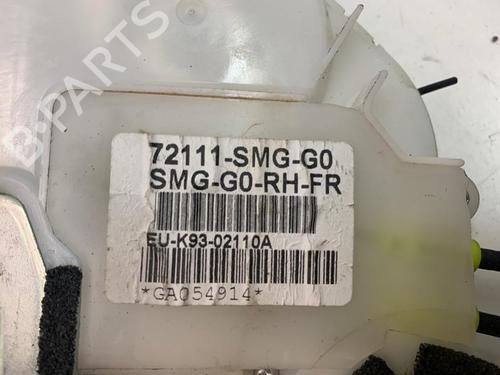 B-PARTS
72111-SMG-G0
SMG-G0-RH-FR
EU-K93-02110A
*GA054914*